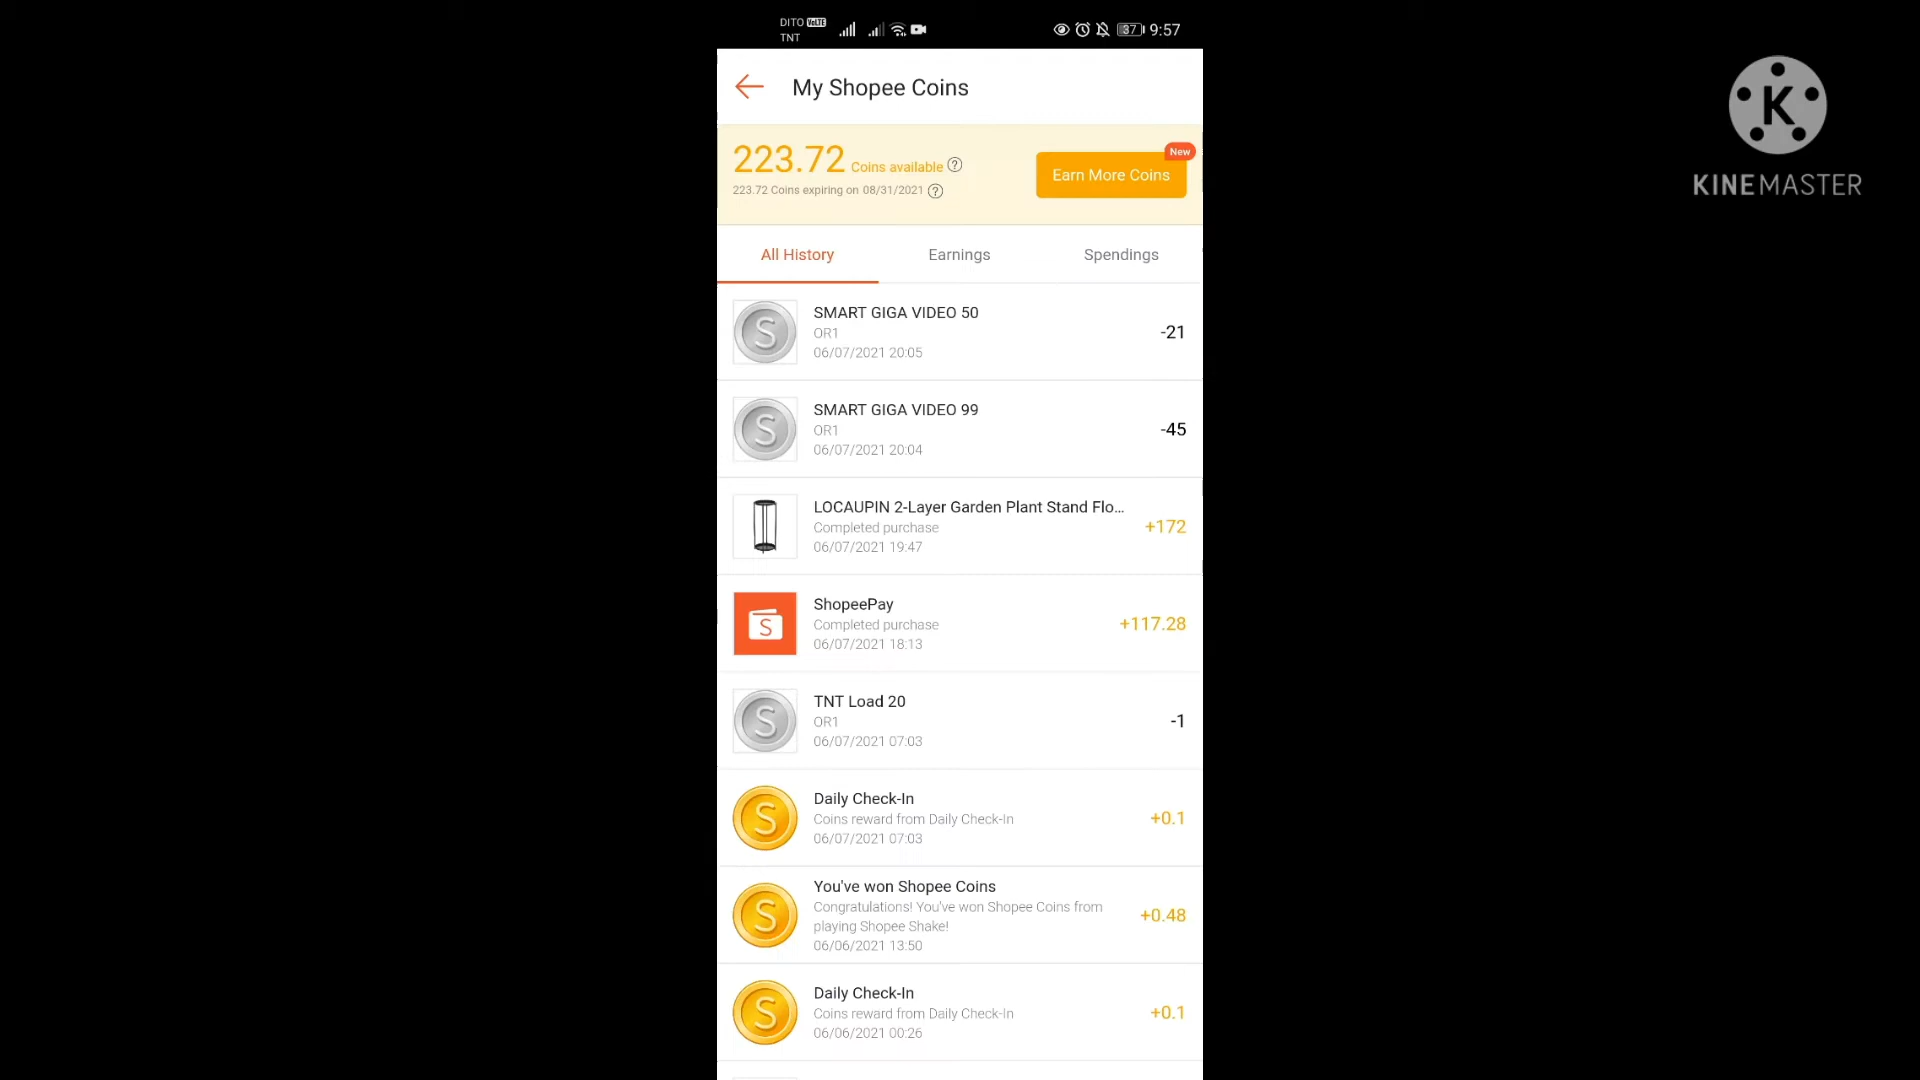 DITO VoLTE
TNT
37 9:57
My Shopee Coins
223.72 Coins available ?
223.72 Coins expiring on 08/31/2021 ?
New
Earn More Coins
All History Earnings Spendings
SMART GIGA VIDEO 50
OR1
06/07/2021 20:05
-21
SMART GIGA VIDEO 99
OR1
06/07/2021 20:04
-45
LOCAUPIN 2-Layer Garden Plant Stand Flo...
Completed purchase
06/07/2021 19:47
+172
ShopeePay
Completed purchase
06/07/2021 18:13
+117.28
TNT Load 20
OR1
06/07/2021 07:03
-1
Daily Check-In
Coins reward from Daily Check-In
06/07/2021 07:03
+0.1
You've won Shopee Coins
Congratulations! You've won Shopee Coins from
playing Shopee Shake!
06/06/2021 13:50
+0.48
Daily Check-In
Coins reward from Daily Check-In
06/06/2021 00:26
+0.1
K
KINEMASTER